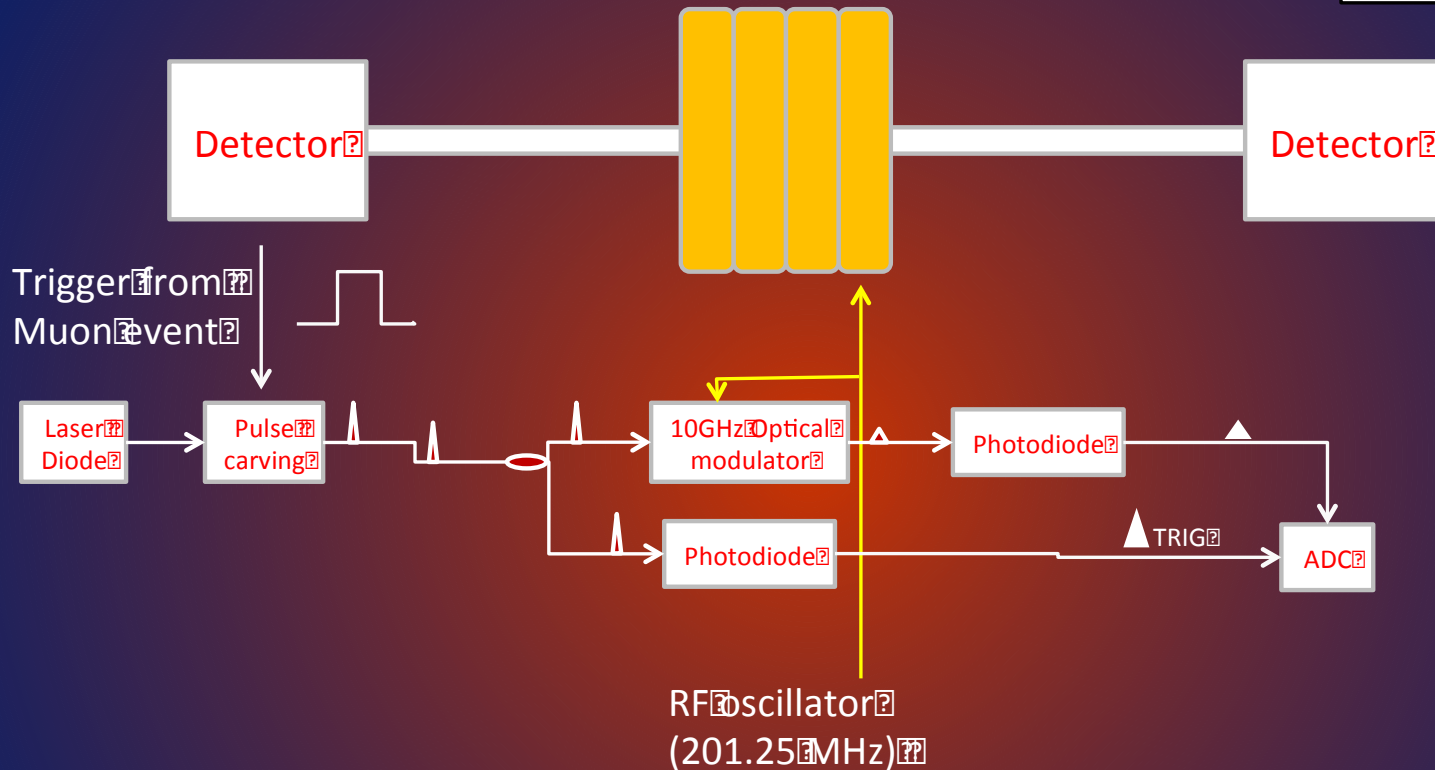 Detector
Detector
Trigger from
Muon event
Laser
Diode
Pulse
carving
10GHz Optical
modulator
Photodiode
Photodiode
TRIG
ADC
RF oscillator
(201.25 MHz)